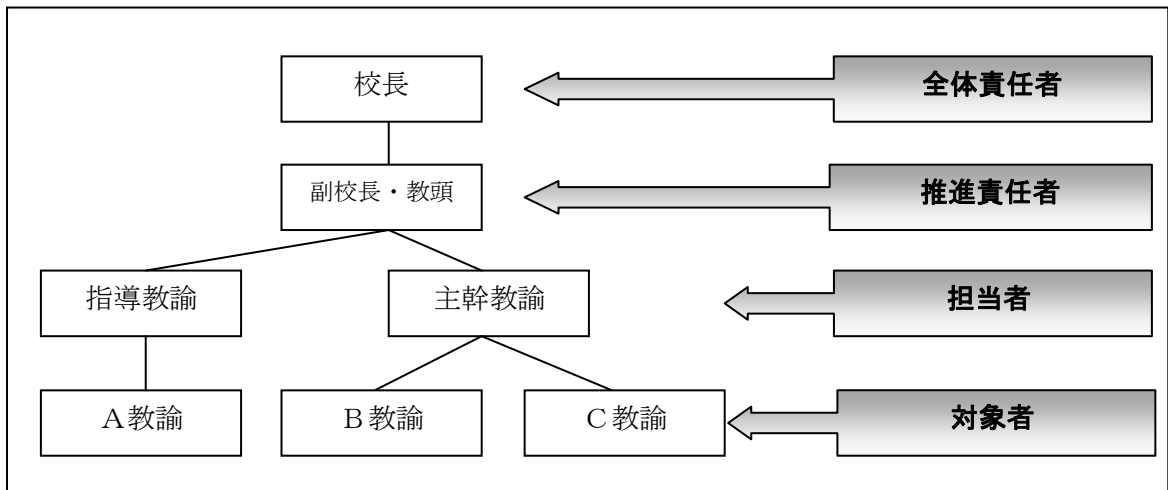 校長
全体責任者
副校長・教頭
推進責任者
指導教諭
主幹教諭
担当者
A教諭
B教諭
C教諭
対象者